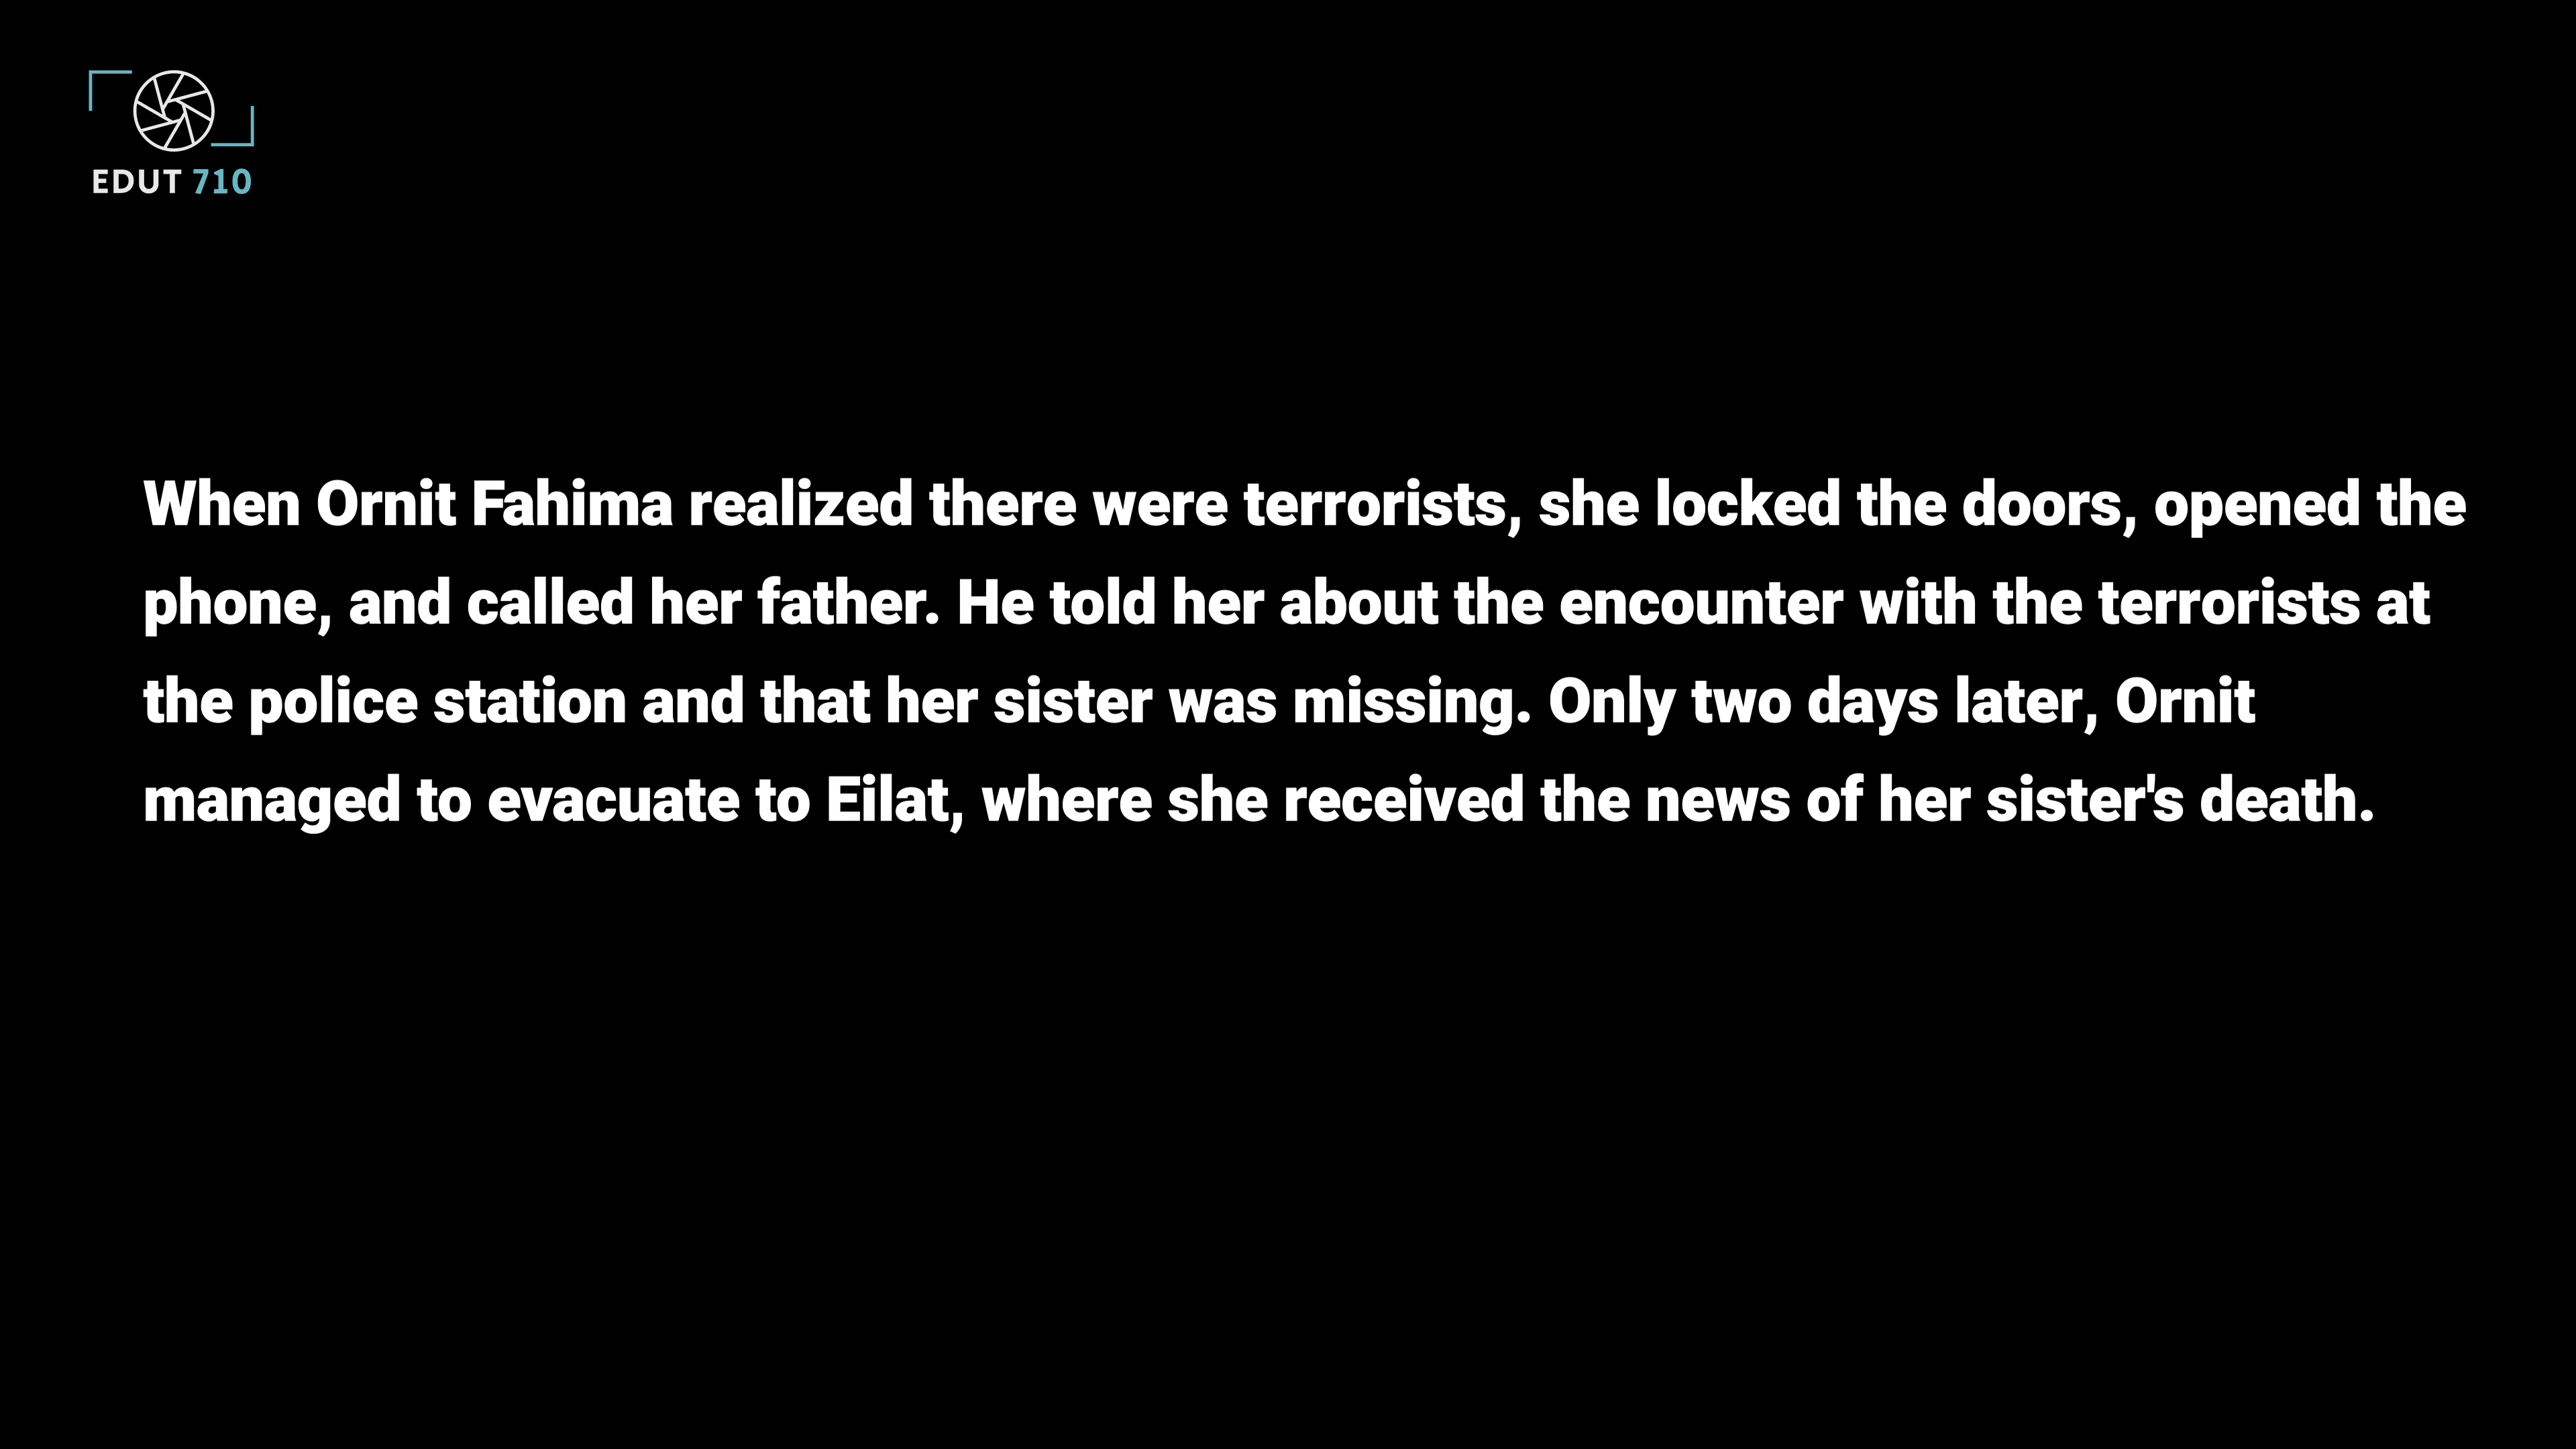 EDUT 710
When Ornit Fahima realized there were terrorists, she locked the doors, opened the
phone, and called her father. He told her about the encounter with the terrorists at
the police station and that her sister was missing. Only two days later, Ornit
managed to evacuate to Eilat, where she received the news of her sister's death.